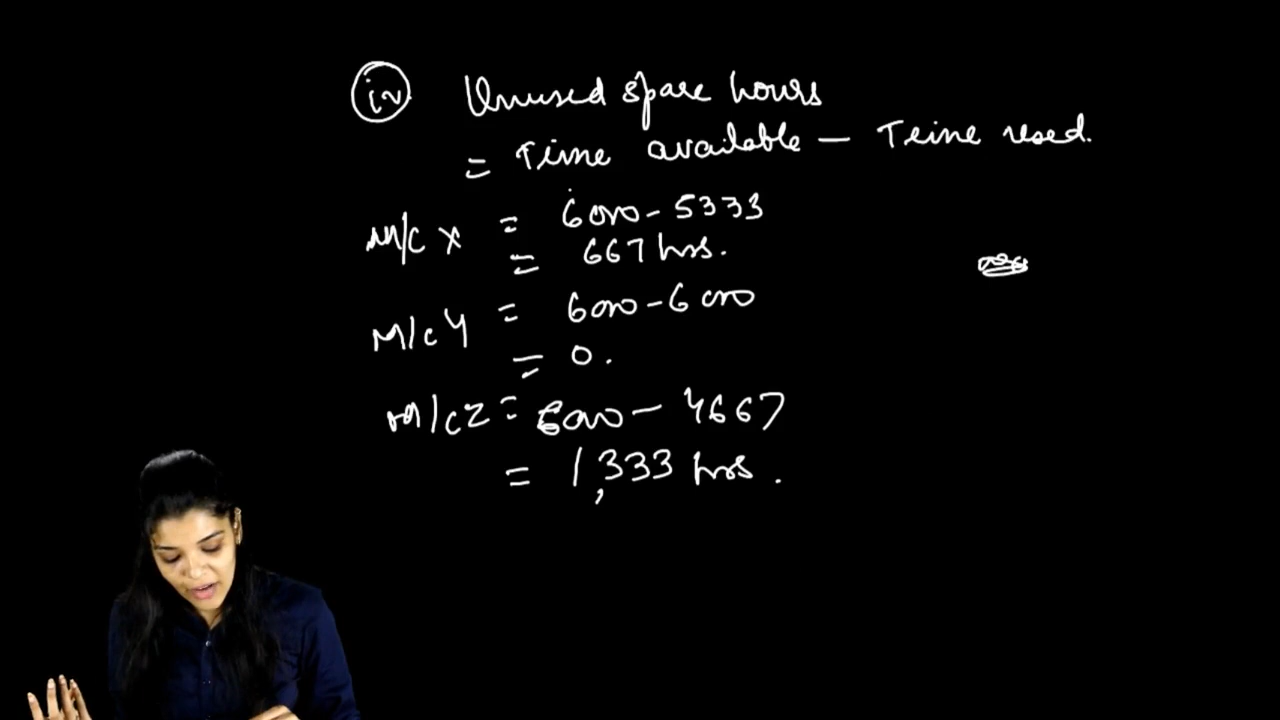 iv Unused spare hours
= Time available – Time used.
M/C X = 6000 – 5333
= 667 hrs.
M/C Y = 6000 – 6000
= 0.
M/C Z = 6000 – 4667
= 1,333 hrs.